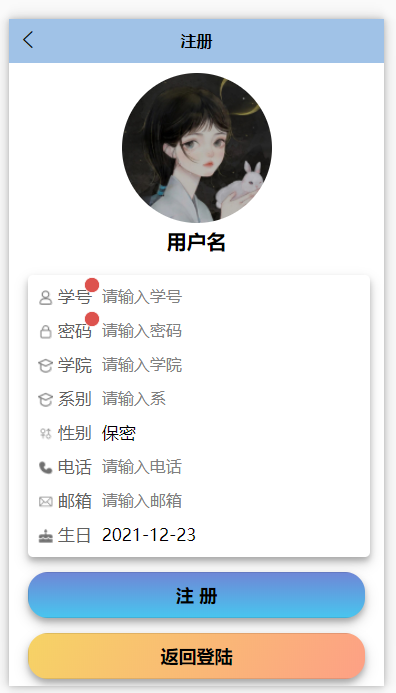 注册
用户名
学号 请输入学号
密码 请输入密码
学院 请输入学院
系别 请输入系
性别 保密
电话 请输入电话
邮箱 请输入邮箱
生日 2021-12-23
注 册
返回登陆